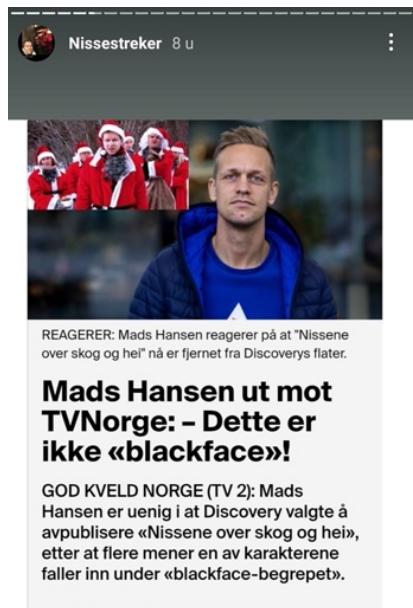 Nissestreker 8 u
REAGERER: Mads Hansen reagerer på at "Nissene
over skog og hei" nå er fjernet fra Discoverys flater.
Mads Hansen ut mot
TVNorge: – Dette er
ikke «blackface»!
GOD KVELD NORGE (TV 2): Mads
Hansen er uenig i at Discovery valgte å
avpublisere «Nissene over skog og hei»,
etter at flere mener en av karakterene
faller inn under «blackface-begrepet».